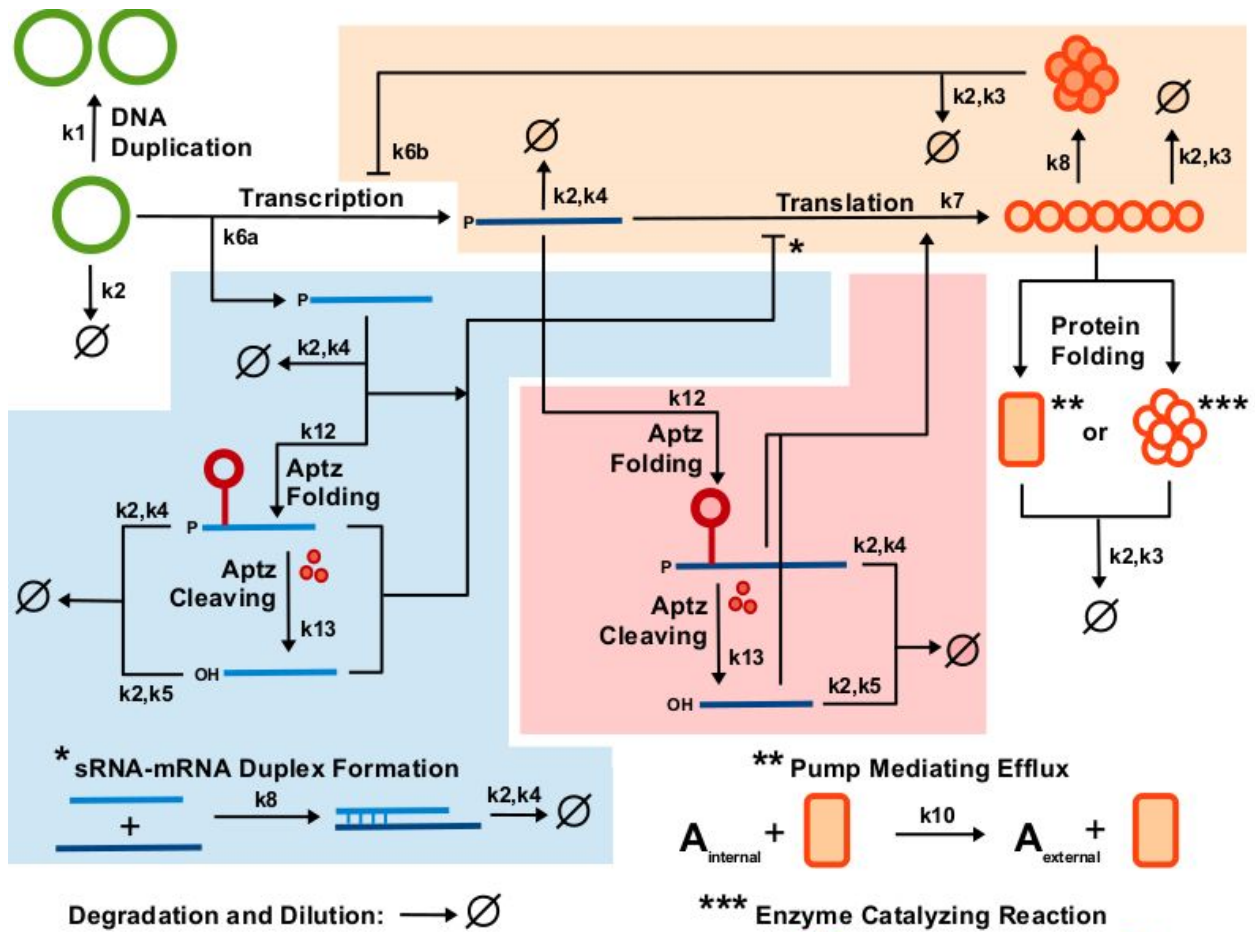 k1
DNA
Duplication
k2,k3
k8
k2,k3
k6b
k2,k4
Transcription
P
Translation
k7
k6a
*
k2
P
k2,k4
Protein
Folding
k12
Aptz
Folding
**
or
***
k12
Aptz
Folding
k2,k4
P
k2,k4
P
k2,k3
Aptz
Cleaving
k13
Aptz
Cleaving
k13
OH
k2,k5
k2,k5
OH
* sRNA-mRNA Duplex Formation
k8
k2,k4
+
** Pump Mediating Efflux
A internal + k10 A external +
Degradation and Dilution:
*** Enzyme Catalyzing Reaction